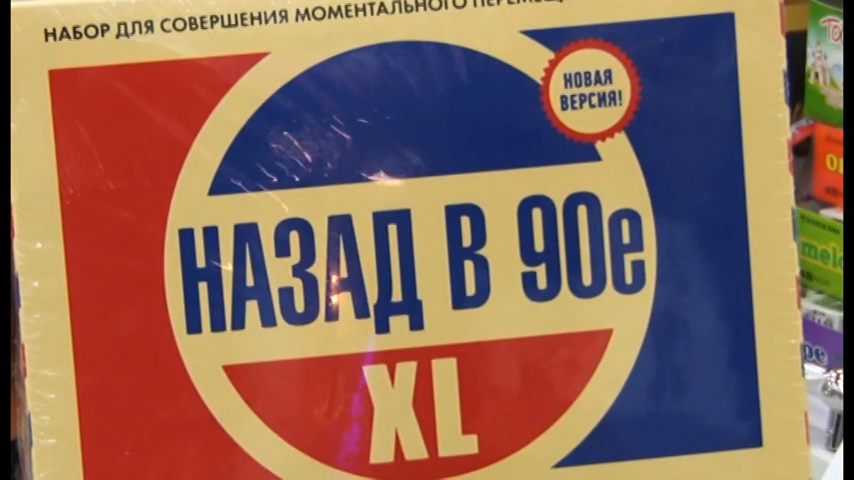 НАБОР ДЛЯ СОВЕРШЕНИЯ МОМЕНТАЛЬНОГО
НОВАЯ
ВЕРСИЯ!
НАЗАД В 90е
XL